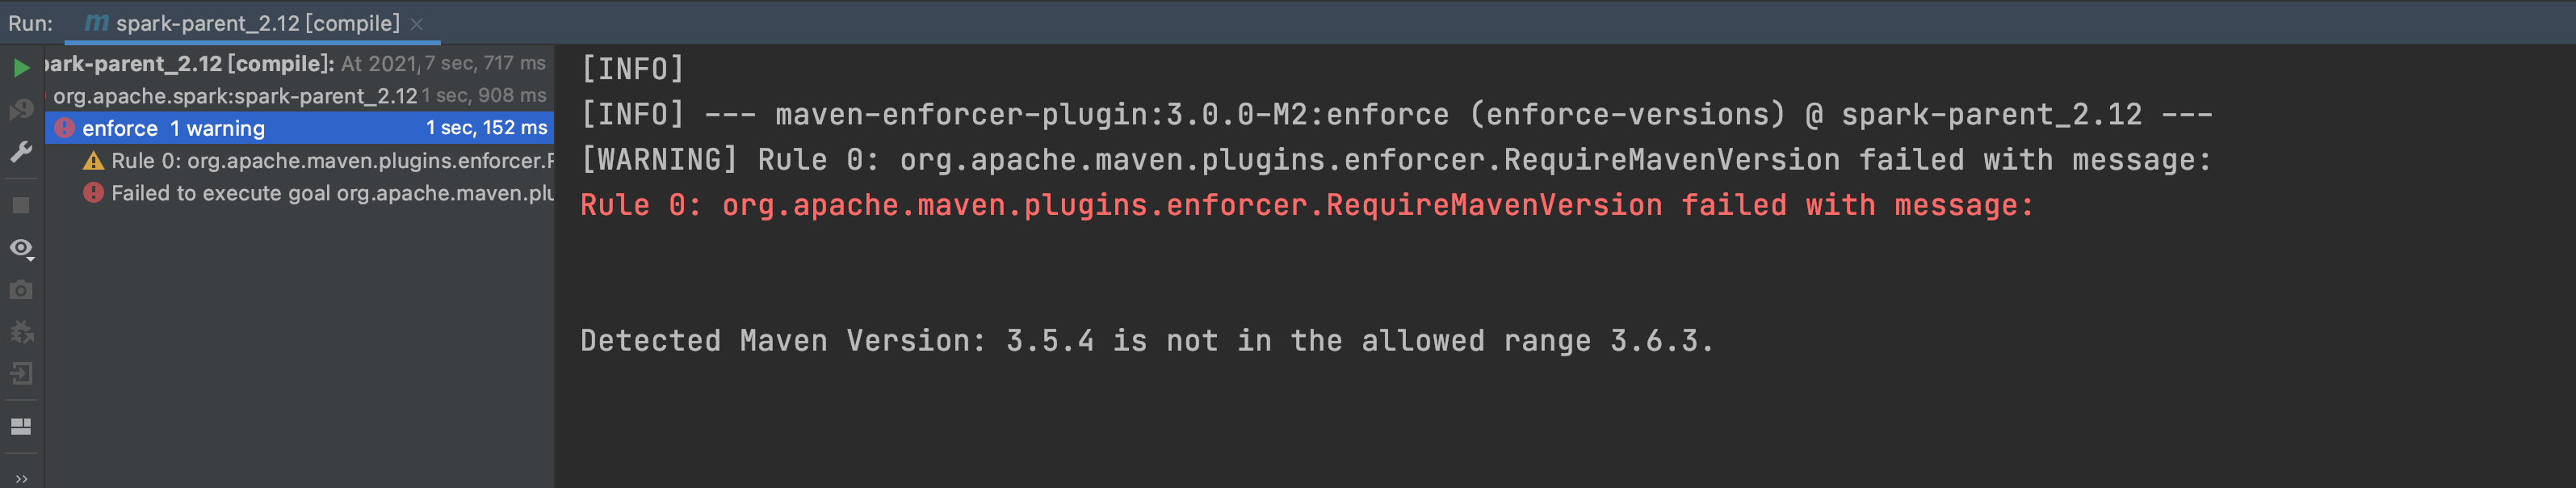 Run: m spark-parent_2.12 [compile] ×
park-parent_2.12 [compile]: At 2021, 7 sec, 717 ms
org.apache.spark:spark-parent_2.12 1 sec, 908 ms
enforce 1 warning 1 sec, 152 ms
Rule 0: org.apache.maven.plugins.enforcer.R
Failed to execute goal org.apache.maven.plu
[INFO]
[INFO] --- maven-enforcer-plugin:3.0.0-M2:enforce (enforce-versions) @ spark-parent_2.12 ---
[WARNING] Rule 0: org.apache.maven.plugins.enforcer.RequireMavenVersion failed with message:
Rule 0: org.apache.maven.plugins.enforcer.RequireMavenVersion failed with message:
Detected Maven Version: 3.5.4 is not in the allowed range 3.6.3.